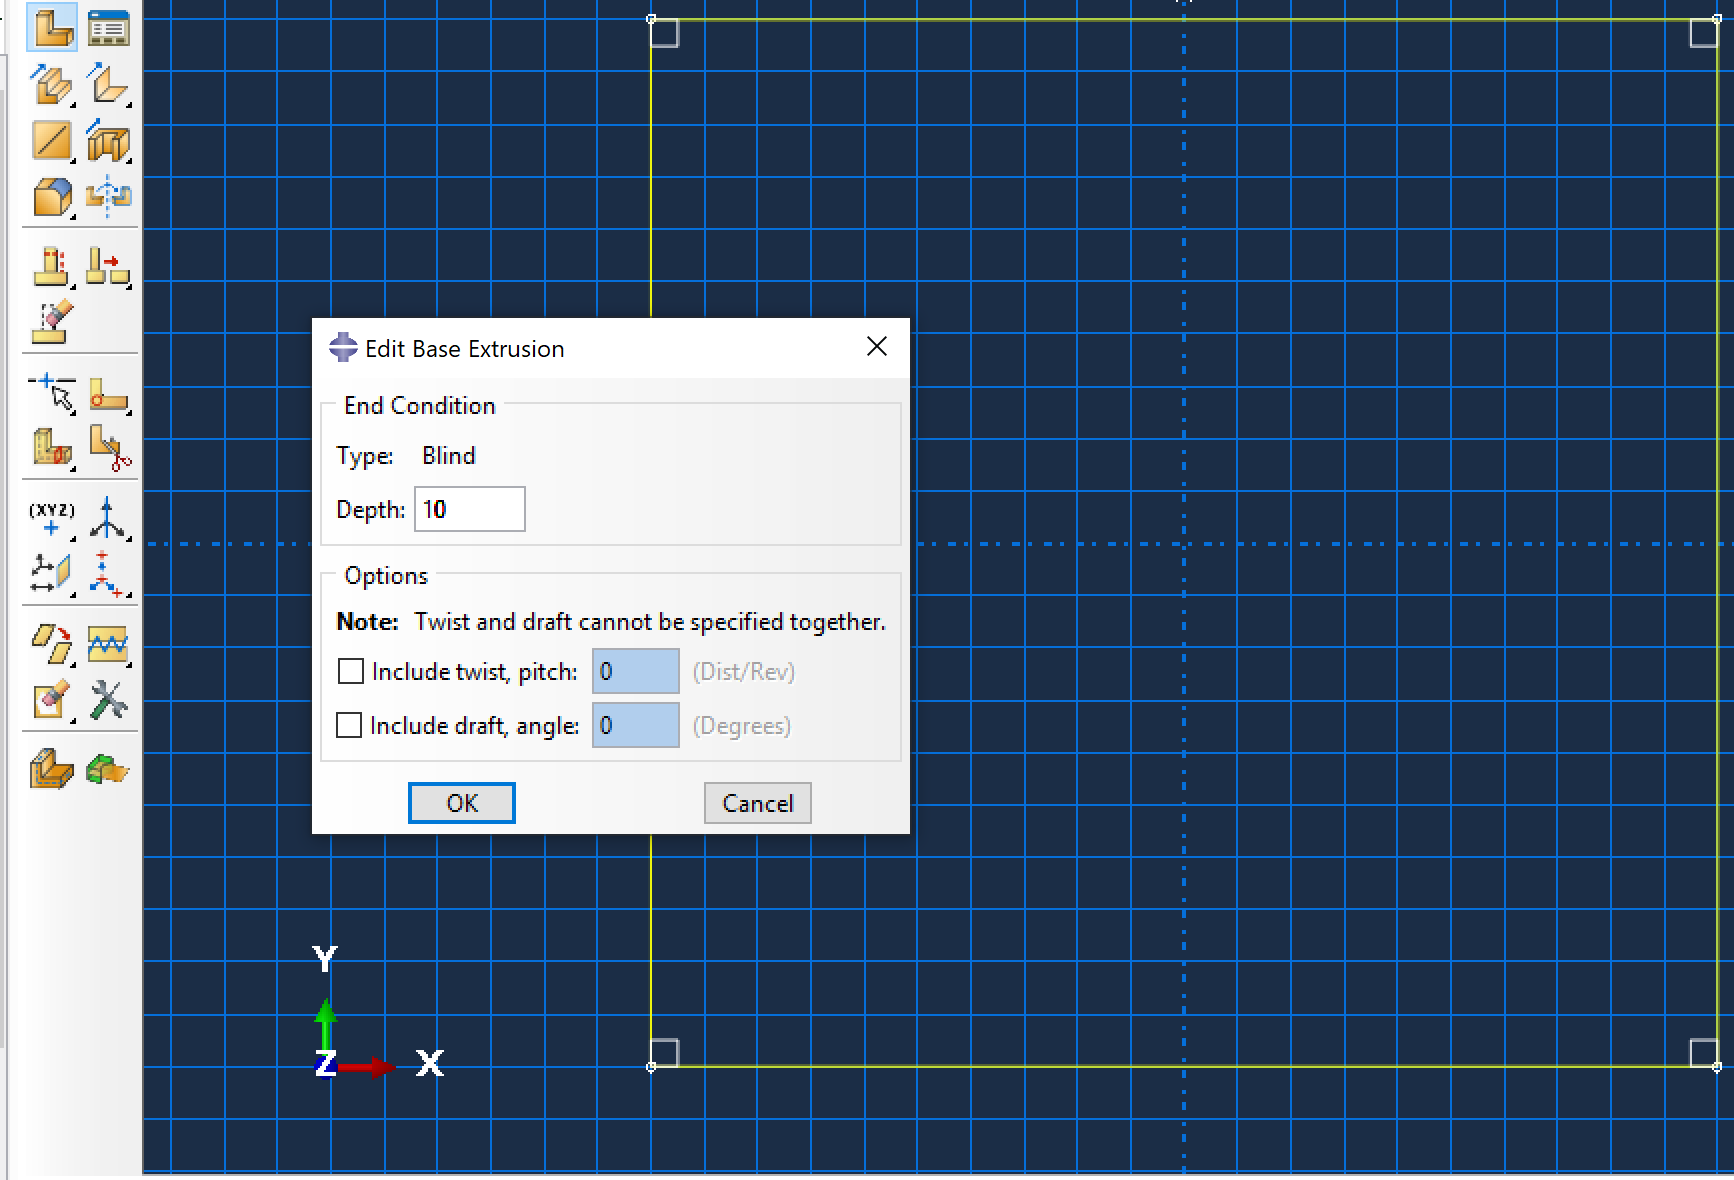 Edit Base Extrusion
End Condition
Type: Blind
Depth: 10
(XYZ)
Options
Note: Twist and draft cannot be specified together.
Include twist, pitch: 0 (Dist/Rev)
Include draft, angle: 0 (Degrees)
OK Cancel
Y
Z X